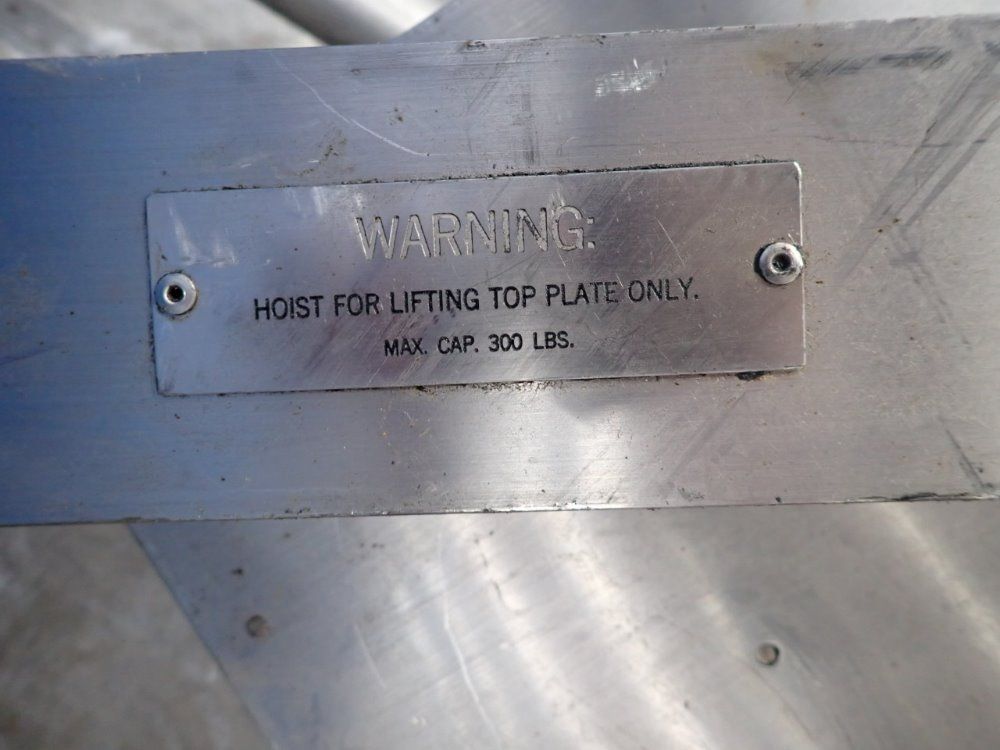 WARNING:
HOIST FOR LIFTING TOP PLATE ONLY.
MAX. CAP. 300 LBS.